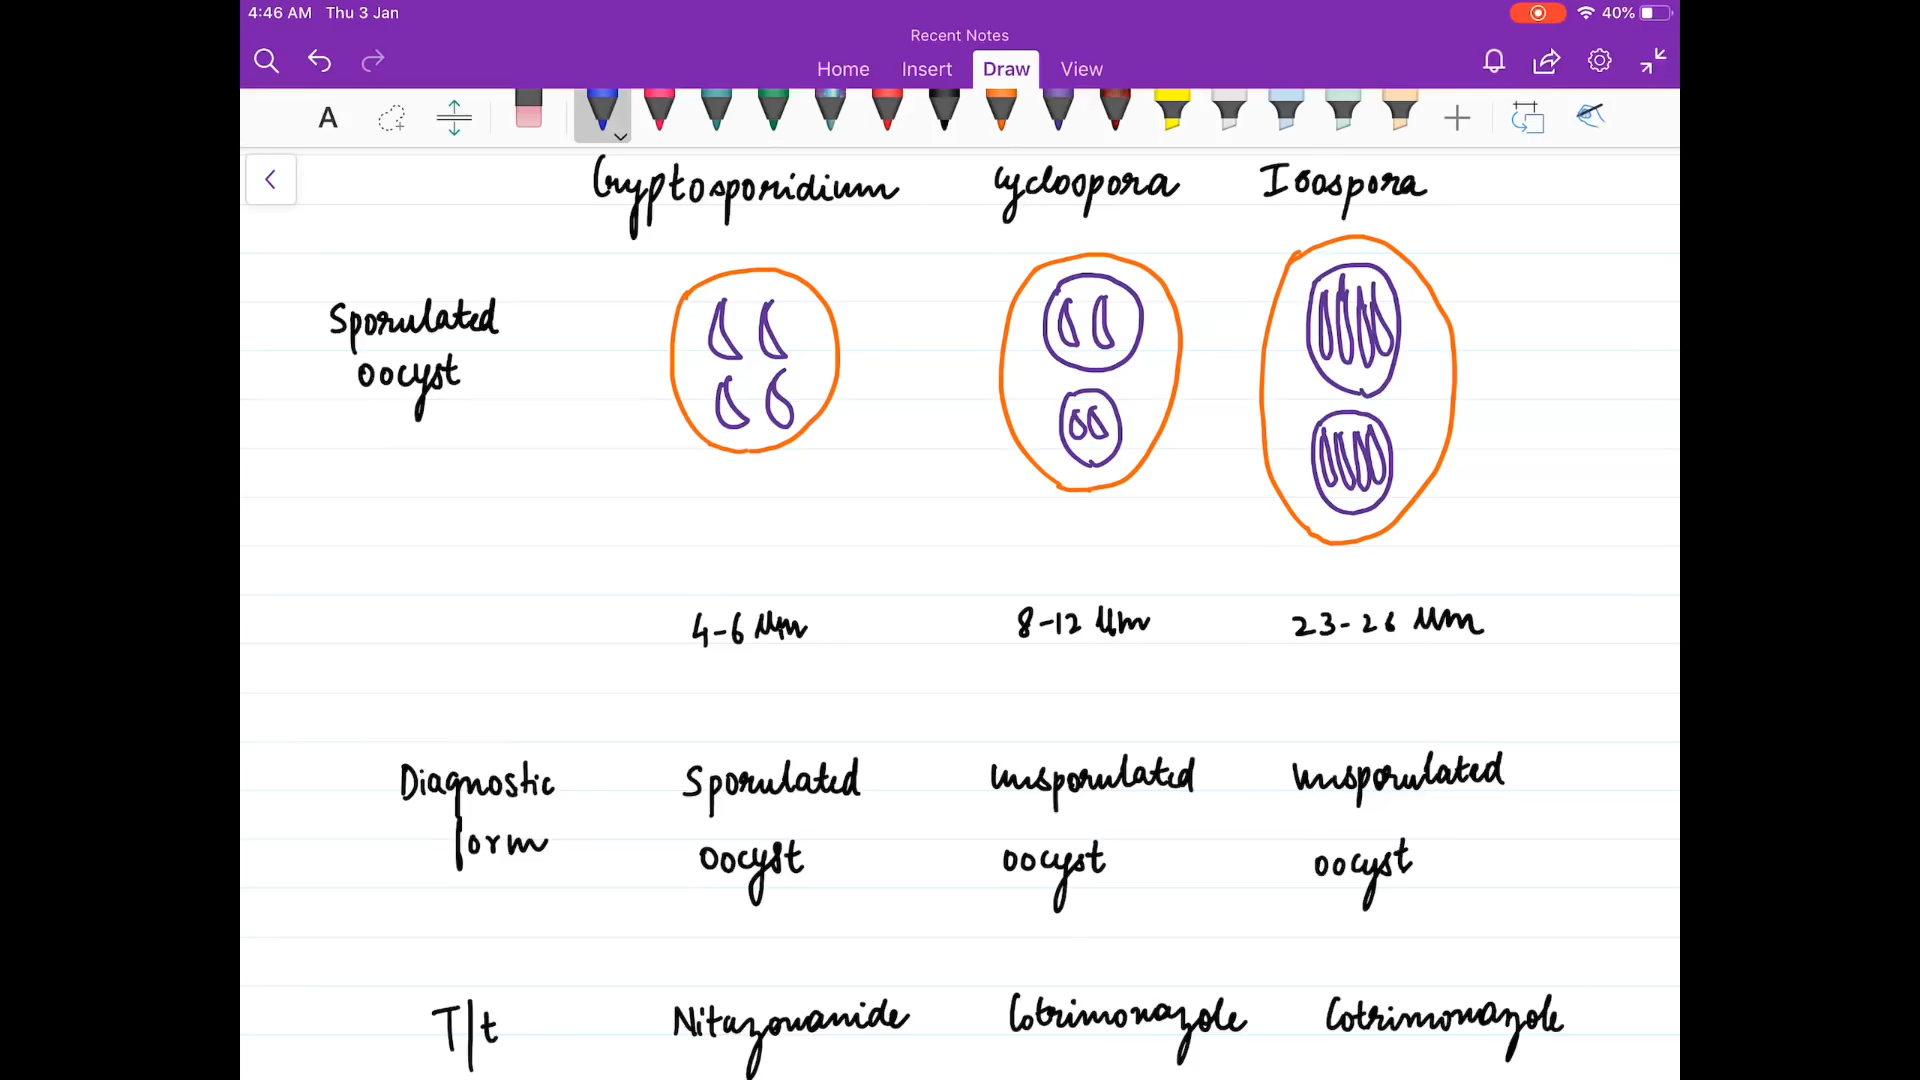 4:46 AM Thu 3 Jan 40%
Recent Notes
Home Insert Draw View
A
Cryptosporidium Cyclospora Isospora
Sporulated
oocyst
4-6 μm 8-12 μm 23-26 μm
Diagnostic Sporulated unsporulated unsporulated
form oocyst oocyst oocyst
T/t Nitazoxanide Cotrimoxazole Cotrimoxazole